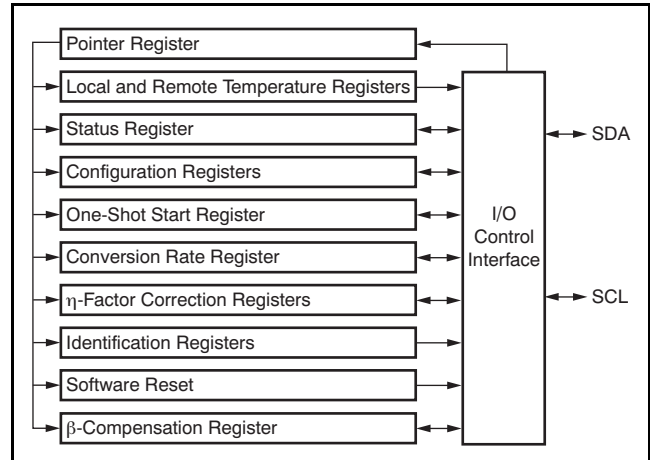 Pointer Register
Local and Remote Temperature Registers
Status Register
SDA
Configuration Registers
One-Shot Start Register
I/O
Control
Interface
Conversion Rate Register
η-Factor Correction Registers
SCL
Identification Registers
Software Reset
β-Compensation Register